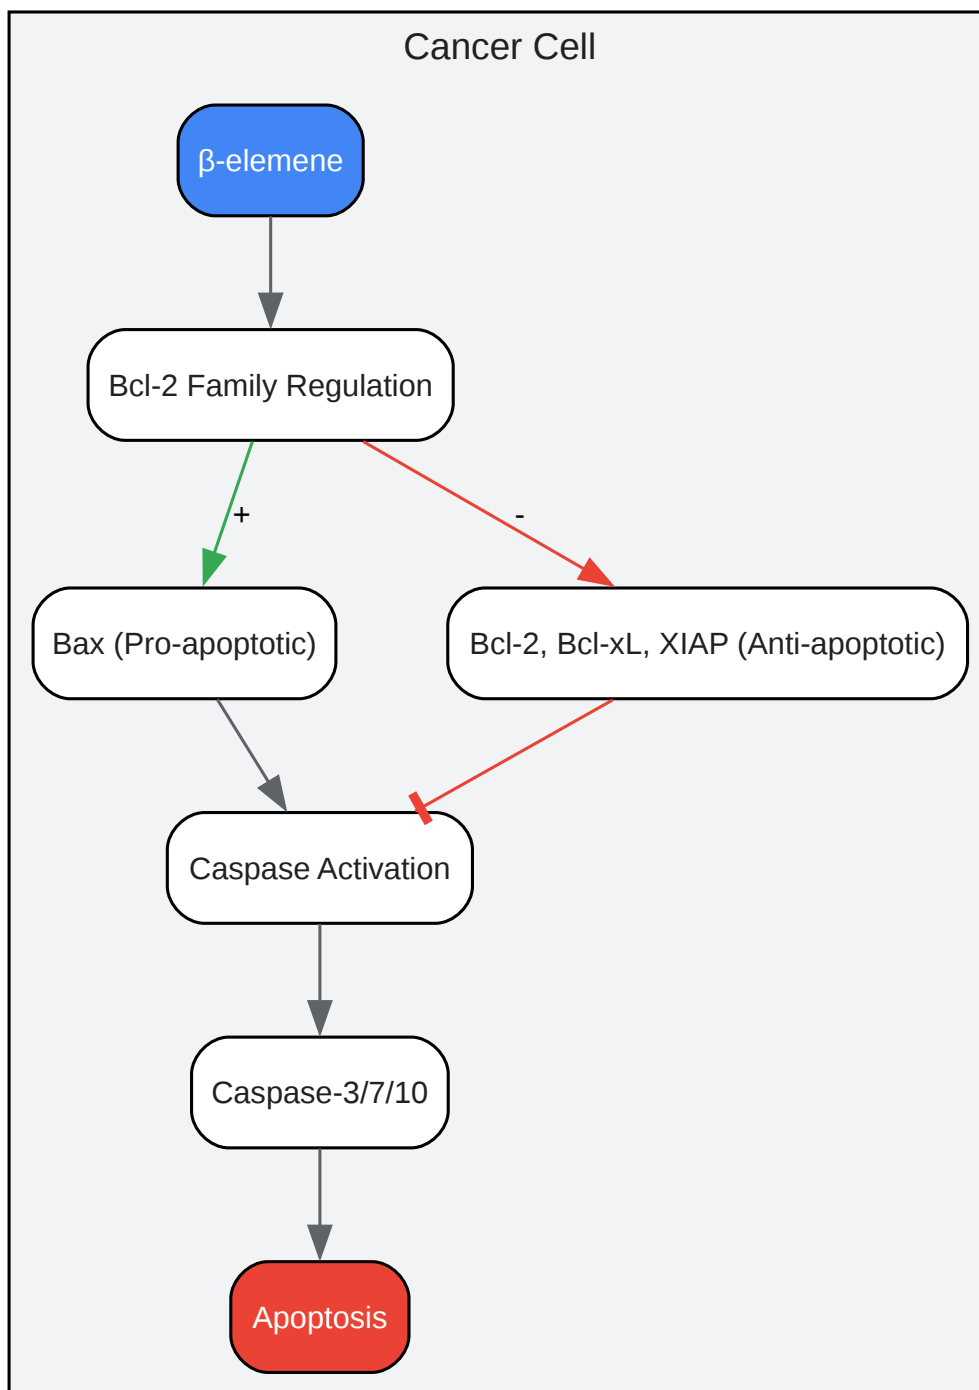 Cancer Cell
β-elemene
Bcl-2 Family Regulation
+
-
Bax (Pro-apoptotic)
Bcl-2, Bcl-xL, XIAP (Anti-apoptotic)
Caspase Activation
Caspase-3/7/10
Apoptosis